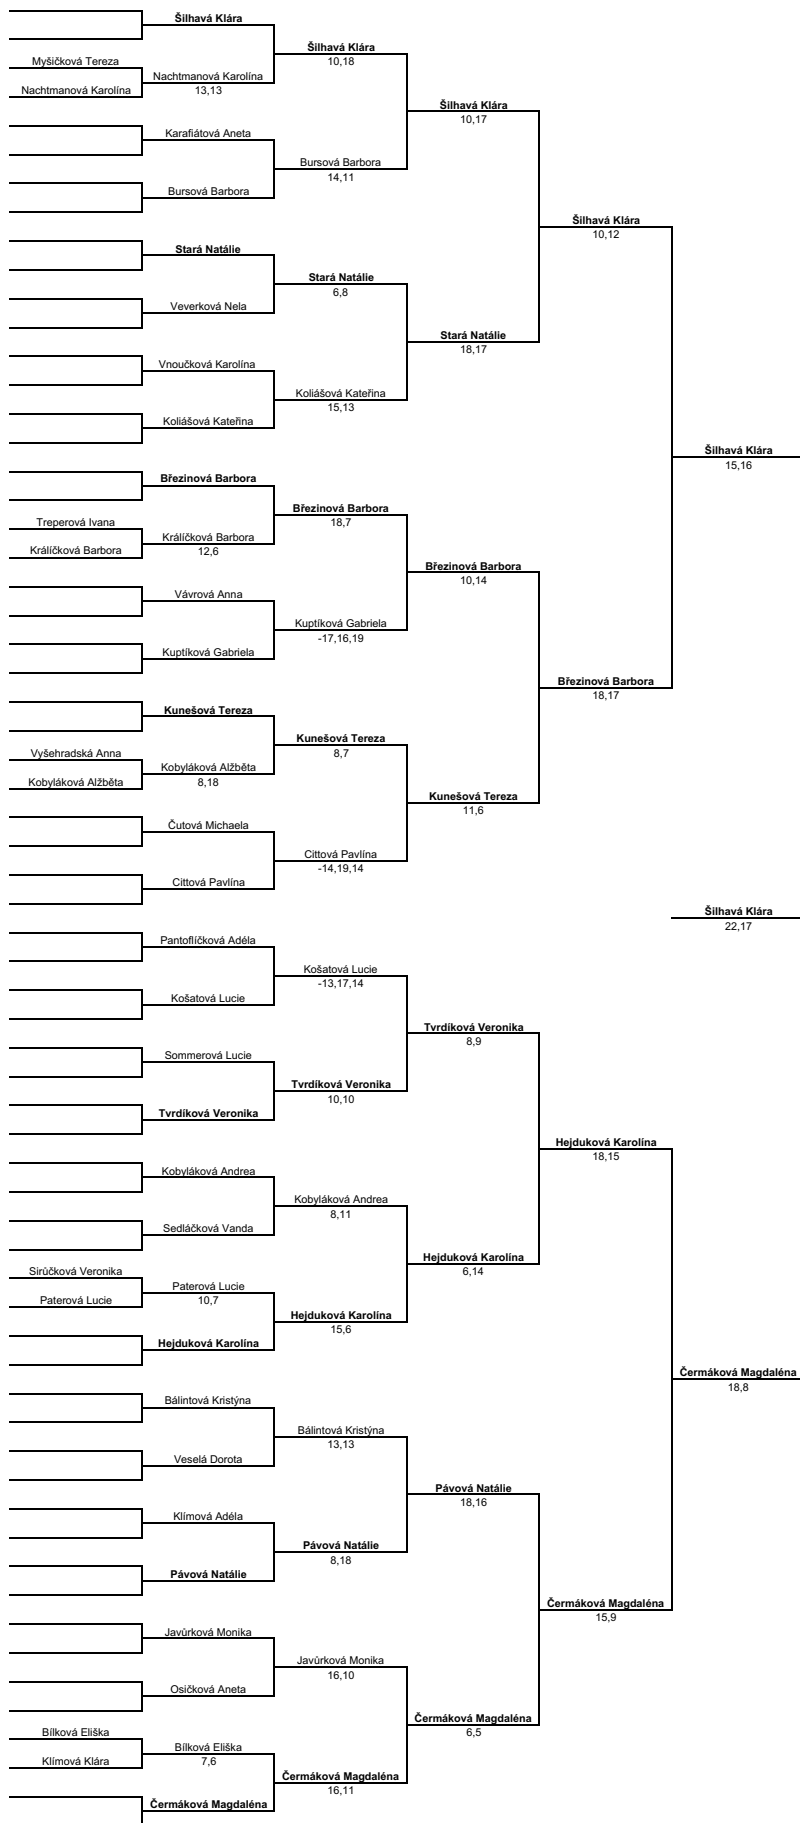 Šilhavá Klára
Šilhavá Klára
10,18
Myšičková Tereza
Nachtmanová Karolína
Nachtmanová Karolína
13,13
Šilhavá Klára
10,17
Karafiátová Aneta
Bursová Barbora
14,11
Bursová Barbora
Šilhavá Klára
10,12
Stará Natálie
Stará Natálie
6,8
Veverková Nela
Stará Natálie
18,17
Vnoučková Karolína
Koliášová Kateřina
15,13
Koliášová Kateřina
Šilhavá Klára
15,16
Březinová Barbora
Březinová Barbora
18,7
Treperová Ivana
Králíčková Barbora
Králíčková Barbora
12,6
Březinová Barbora
10,14
Vávrová Anna
Kuptíková Gabriela
-17,16,19
Kuptíková Gabriela
Březinová Barbora
18,17
Kunešová Tereza
Kunešová Tereza
8,7
Vyšehradská Anna
Kobyláková Alžběta
Kobyláková Alžběta
8,18
Kunešová Tereza
11,6
Čutová Michaela
Cittová Pavlína
-14,19,14
Cittová Pavlína
Šilhavá Klára
22,17
Pantoflíčková Adéla
Košatová Lucie
-13,17,14
Košatová Lucie
Tvrdíková Veronika
8,9
Sommerová Lucie
Tvrdíková Veronika
10,10
Tvrdíková Veronika
Hejduková Karolína
18,15
Kobyláková Andrea
Kobyláková Andrea
8,11
Sedláčková Vanda
Hejduková Karolína
6,14
Sirůčková Veronika
Paterová Lucie
Paterová Lucie
10,7
Hejduková Karolína
15,6
Hejduková Karolína
Čermáková Magdaléna
18,8
Bálintová Kristýna
Bálintová Kristýna
13,13
Veselá Dorota
Pávová Natálie
18,16
Klímová Adéla
Pávová Natálie
8,18
Pávová Natálie
Čermáková Magdaléna
15,9
Javůrková Monika
Javůrková Monika
16,10
Osičková Aneta
Čermáková Magdaléna
6,5
Bílková Eliška
Bílková Eliška
7,6
Klímová Klára
Čermáková Magdaléna
16,11
Čermáková Magdaléna